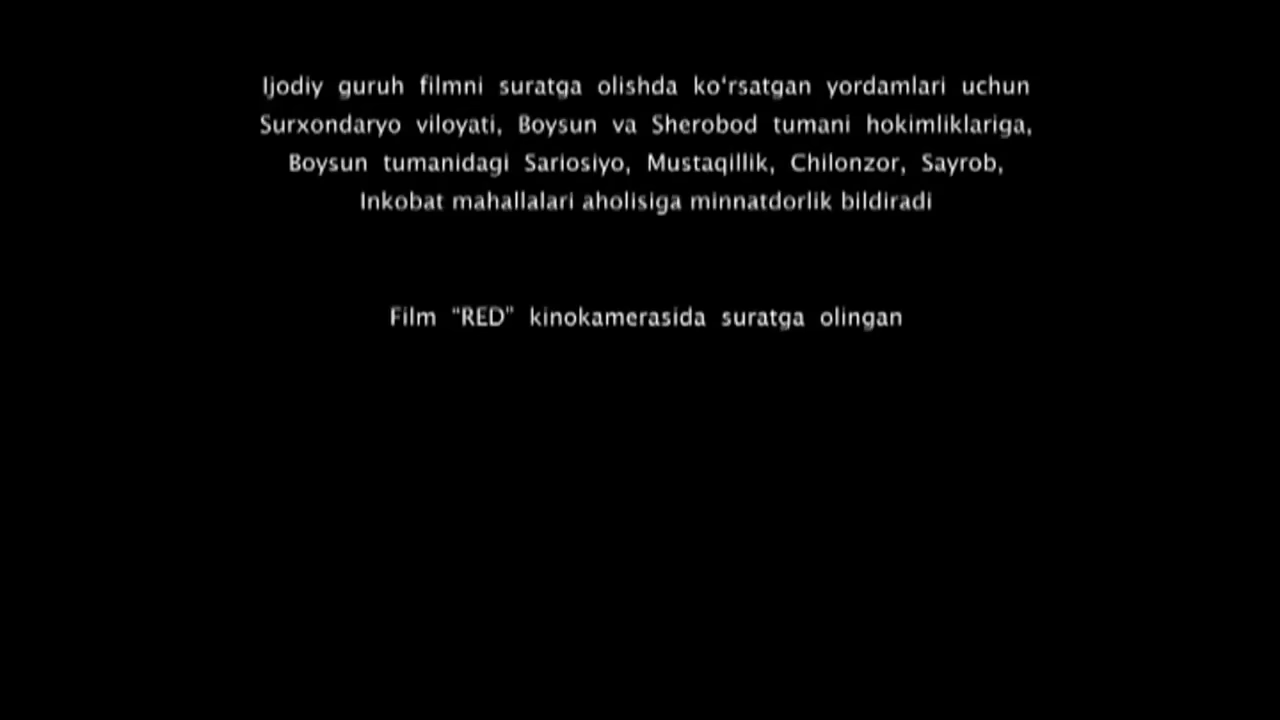 Ijodiy guruh filmni suratga olishda ko‘rsatgan yordamlari uchun
Surxondaryo viloyati, Boysun va Sherobod tumani hokimliklariga,
Boysun tumanidagi Sariosiyo, Mustaqillik, Chilonzor, Sayrob,
Inkobat mahallalari aholisiga minnatdorlik bildiradi
Film “RED” kinokamerasida suratga olingan